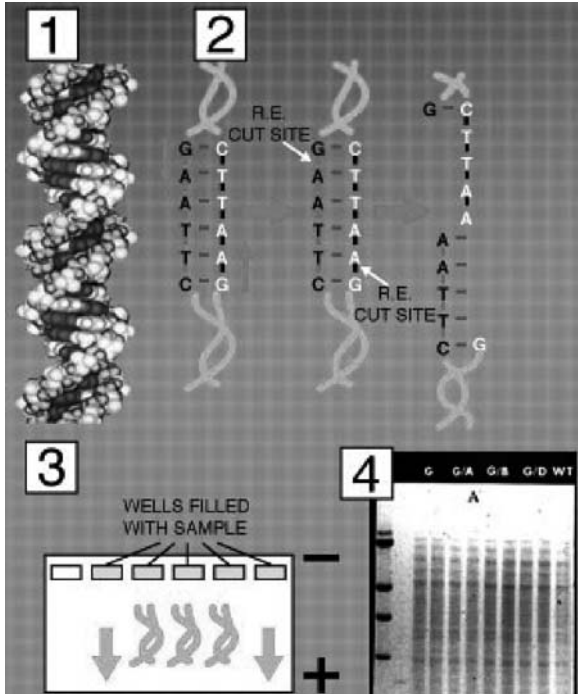 1
2
R.E.
CUT SITE
G C
A T
A T
T A
T A
C G
G C
A T
A T
T A
T A
C G
R.E.
CUT SITE
G C
T
T
A
A
A
A
T
T
C G
3
WELLS FILLED
WITH SAMPLE
−
+
4
G G/A G/B G/D WT
A